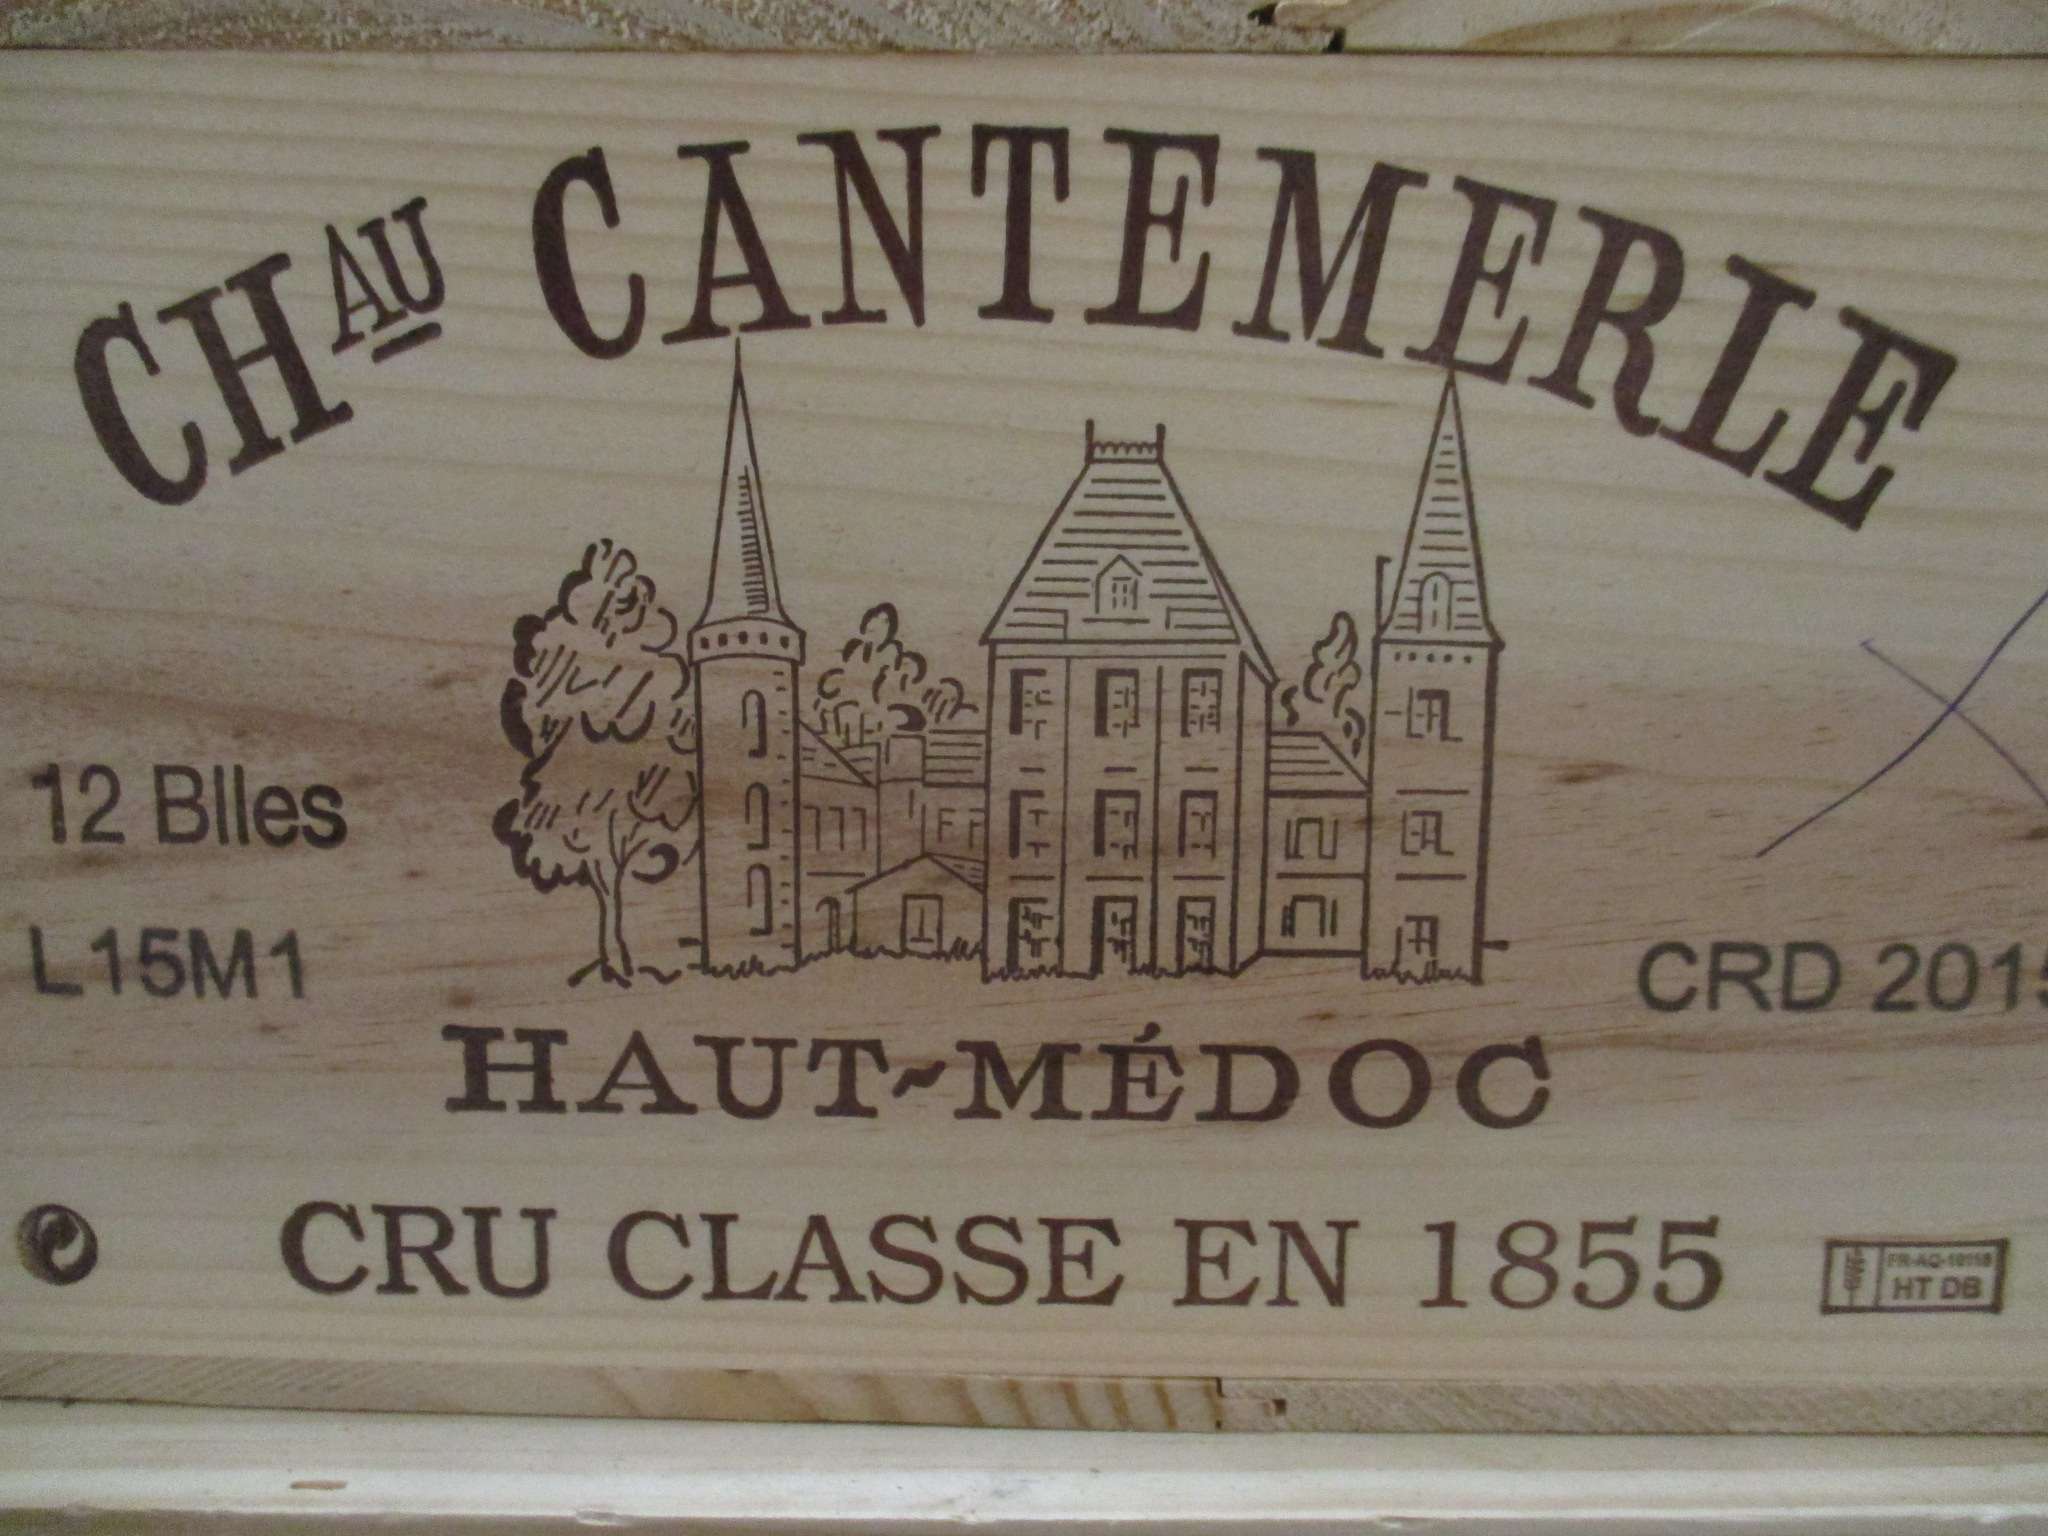 CHAU CANTEMERLE
12 Blles
L15M1
CRD 2015
HAUT-MÉDOC
CRU CLASSE EN 1855
HT DB